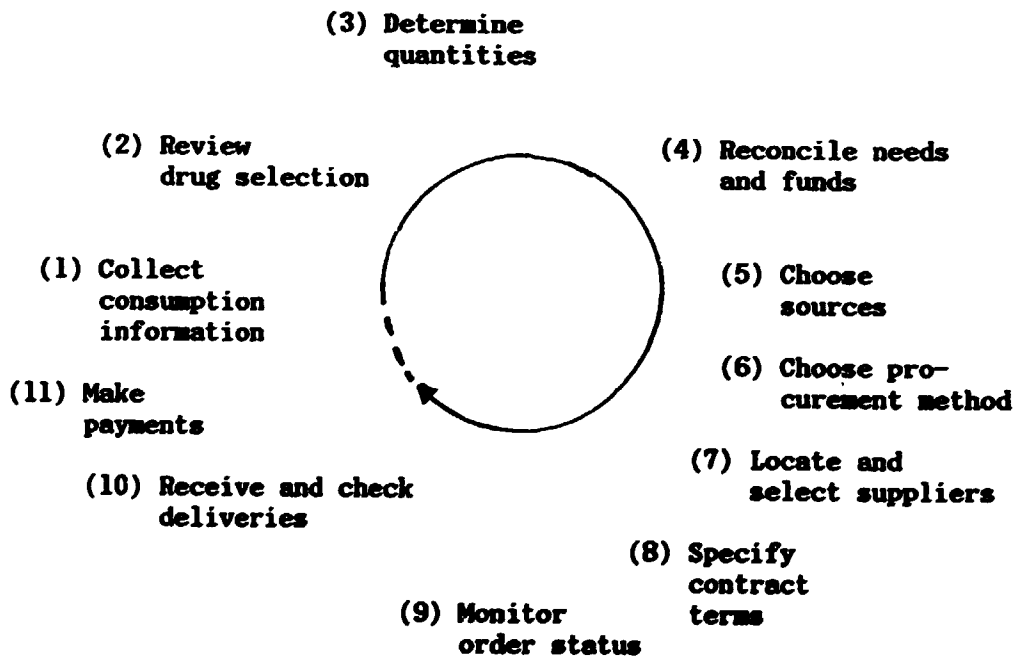 (3) Determine
quantities
(2) Review
drug selection
(4) Reconcile needs
and funds
(1) Collect
consumption
information
(5) Choose
sources
(6) Choose pro-
curement method
(11) Make
payments
(7) Locate and
select suppliers
(10) Receive and check
deliveries
(8) Specify
contract
terms
(9) Monitor
order status